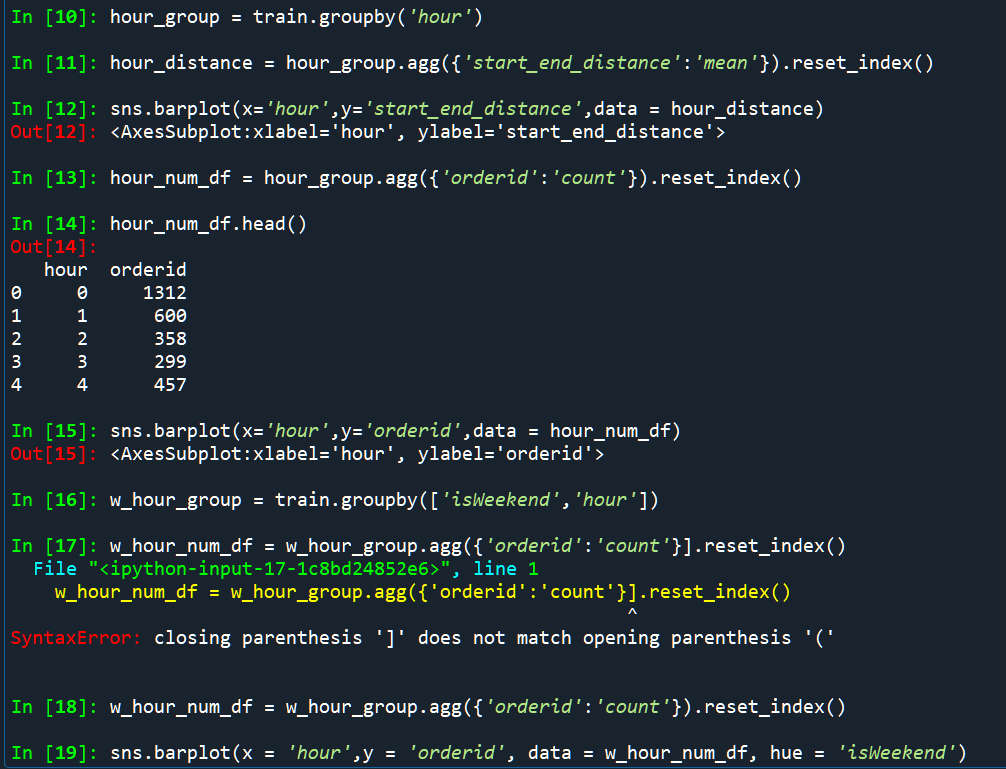 In [10]: hour_group = train.groupby('hour')
In [11]: hour_distance = hour_group.agg({'start_end_distance':'mean'}).reset_index()
In [12]: sns.barplot(x='hour',y='start_end_distance',data = hour_distance)
Out[12]: <AxesSubplot:xlabel='hour', ylabel='start_end_distance'>
In [13]: hour_num_df = hour_group.agg({'orderid':'count'}).reset_index()
In [14]: hour_num_df.head()
Out[14]:
hour orderid
0 0 1312
1 1 600
2 2 358
3 3 299
4 4 457
In [15]: sns.barplot(x='hour',y='orderid',data = hour_num_df)
Out[15]: <AxesSubplot:xlabel='hour', ylabel='orderid'>
In [16]: w_hour_group = train.groupby(['isWeekend','hour'])
In [17]: w_hour_num_df = w_hour_group.agg({'orderid':'count'}].reset_index()
File "<ipython-input-17-1c8bd24852e6>", line 1
w_hour_num_df = w_hour_group.agg({'orderid':'count'}].reset_index()
^
SyntaxError: closing parenthesis ']' does not match opening parenthesis '('
In [18]: w_hour_num_df = w_hour_group.agg({'orderid':'count'}).reset_index()
In [19]: sns.barplot(x = 'hour',y = 'orderid', data = w_hour_num_df, hue = 'isWeekend')